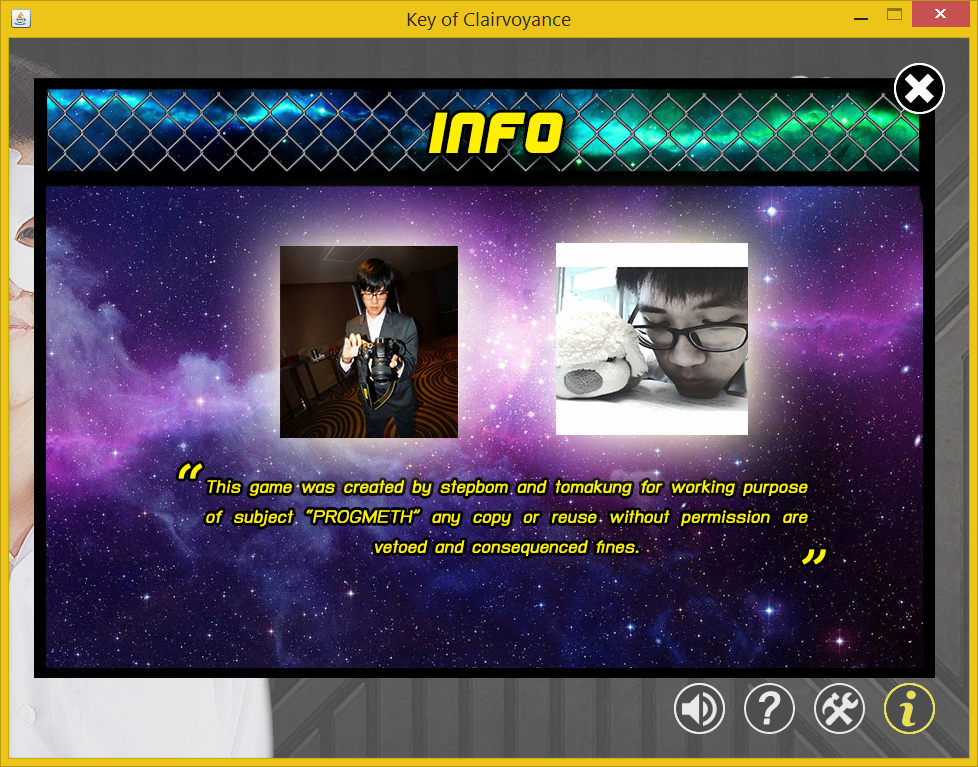 Key of Clairvoyance
INFO
“ This game was created by stepbom and tomakung for working purpose
of subject "PROGMETH" any copy or reuse without permission are
vetoed and consequenced fines. ”